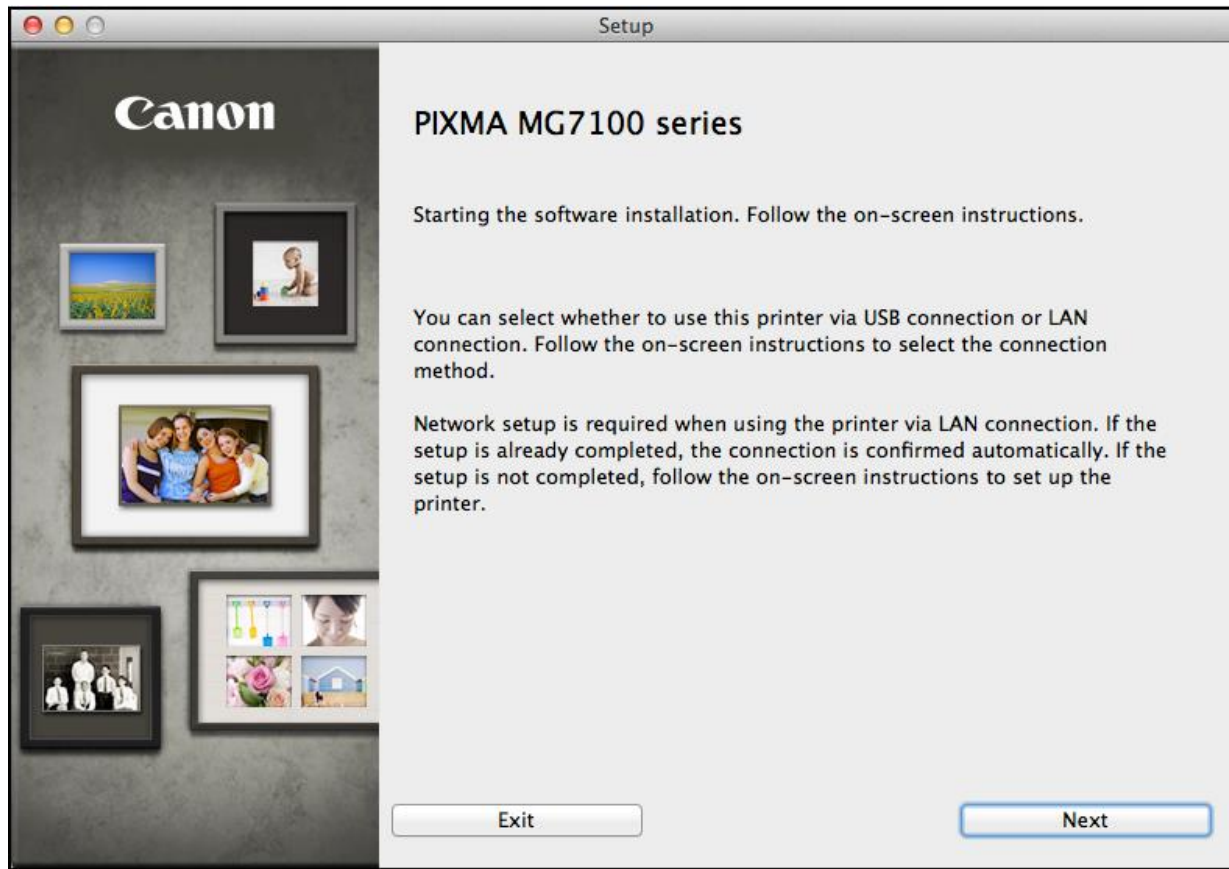 Setup
Canon
PIXMA MG7100 series
Starting the software installation. Follow the on-screen instructions.
You can select whether to use this printer via USB connection or LAN
connection. Follow the on-screen instructions to select the connection
method.
Network setup is required when using the printer via LAN connection. If the
setup is already completed, the connection is confirmed automatically. If the
setup is not completed, follow the on-screen instructions to set up the
printer.
Exit
Next